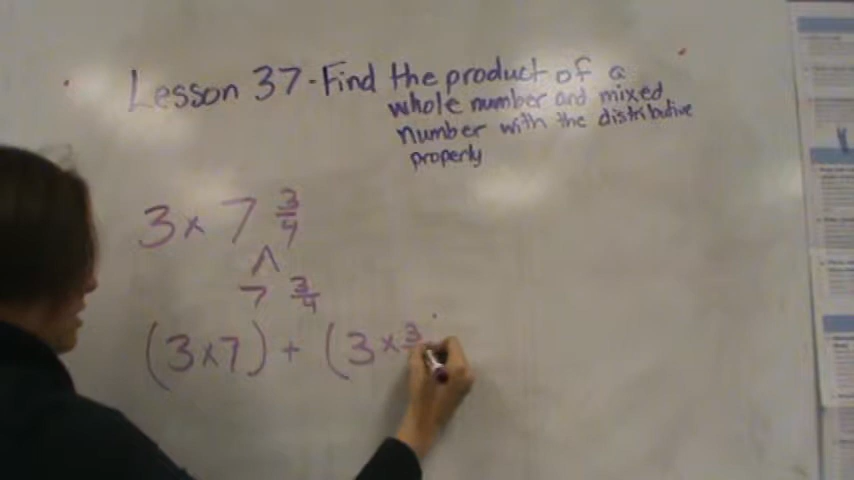 Lesson 37 - Find the product of a
whole number and mixed
number with the distributive
property
3 x 7 3/4
7 3/4
(3 x 7) + (3 x 3